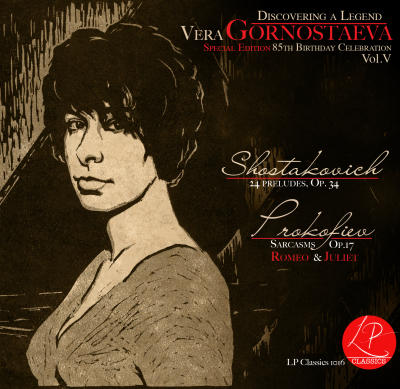 Discovering a Legend
Vera Gornostaeva
Special Edition 85th Birthday Celebration
Vol.V
Shostakovich
24 preludes, Op. 34
Prokofiev
Sarcasms Op.17
Romeo & Juliet
LP Classics 1016
LP
CLASSICS